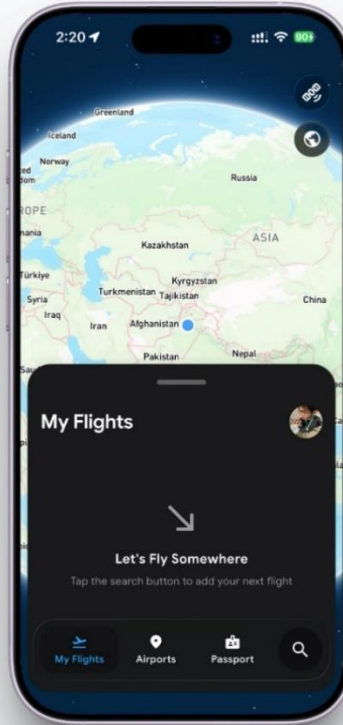 2:20
90
Greenland
Iceland
Norway
Russia
ROPE
ASIA
Kazakhstan
Türkiye
Kyrgyzstan
Turkmenistan Tajikistan
Syria
China
Iraq
Iran
Afghanistan
Pakistan
Nepal
My Flights
Let's Fly Somewhere
Tap the search button to add your next flight
My Flights
Airports
Passport